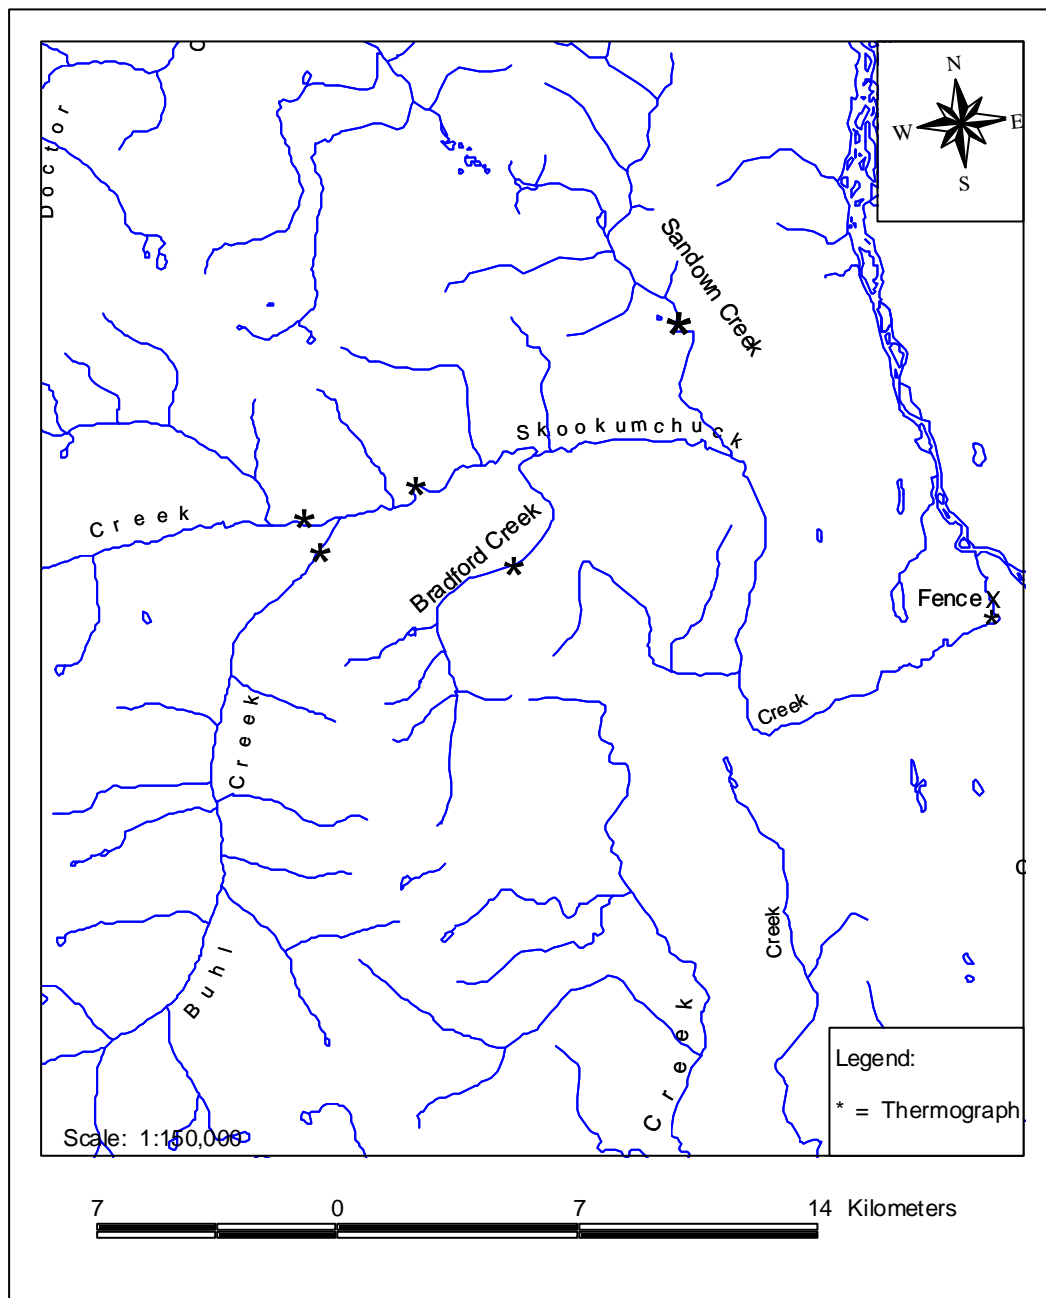 N
W E
S
Doctor
Sandown Creek
Skookumchuck
Creek
Bradford Creek
Fence X
Creek
Creek
Creek
Buhl
Creek
Legend:
* = Thermograph
Scale: 1:150,000
7 0 7 14 Kilometers